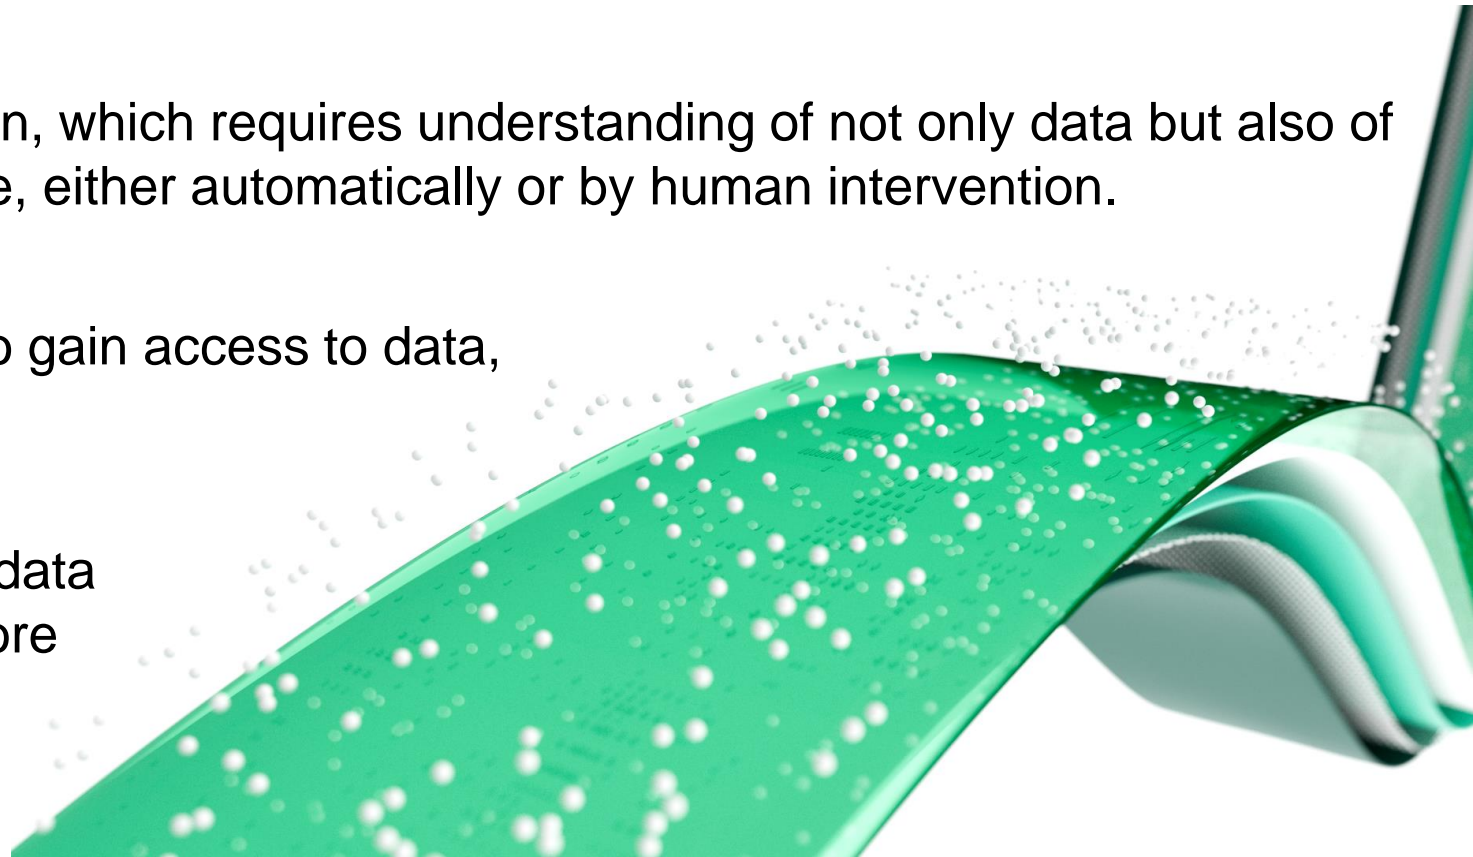 n, which requires understanding of not only data but also of
e, either automatically or by human intervention.
o gain access to data,
data
ore